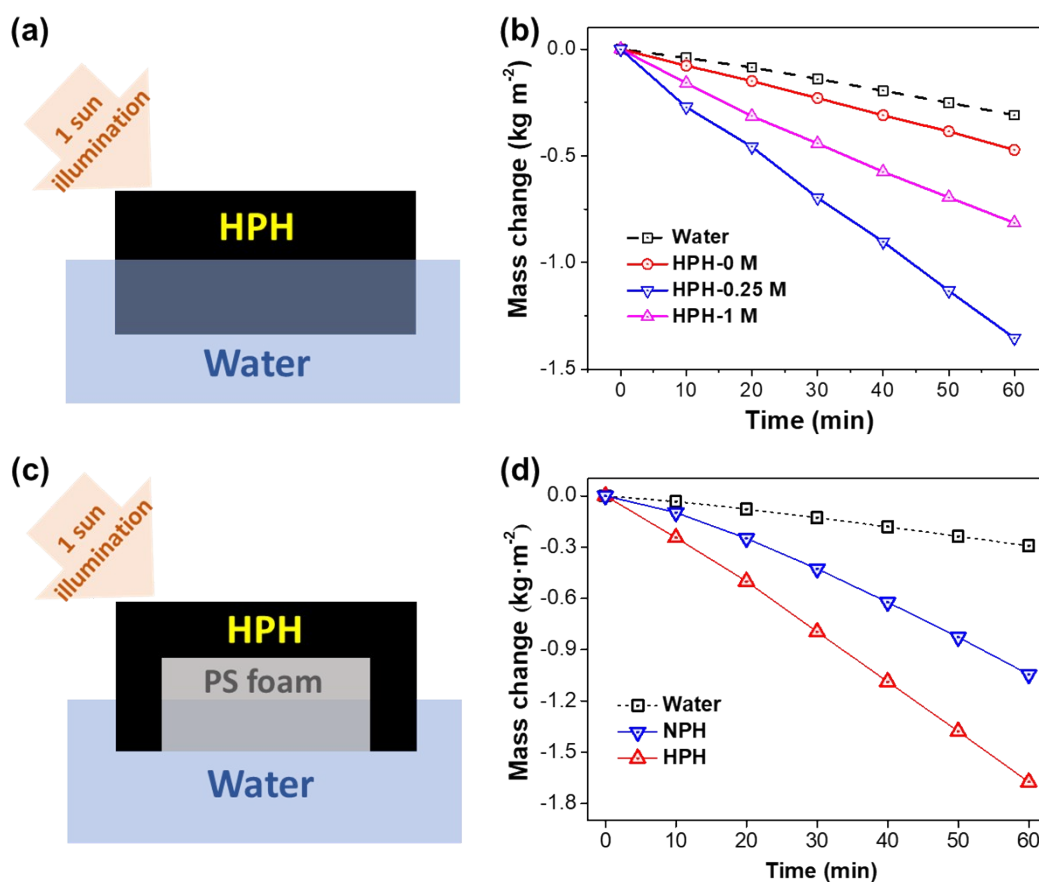 (a)
1 sun
illumination
HPH
Water
(b)
Mass change (kg m-2)
0.0
-0.5
-1.0
-1.5
Water
HPH-0 M
HPH-0.25 M
HPH-1 M
0 10 20 30 40 50 60
Time (min)
(c)
1 sun
illumination
HPH
PS foam
Water
(d)
Mass change (kg·m-2)
0.0
-0.3
-0.6
-0.9
-1.2
-1.5
-1.8
Water
NPH
HPH
0 10 20 30 40 50 60
Time (min)